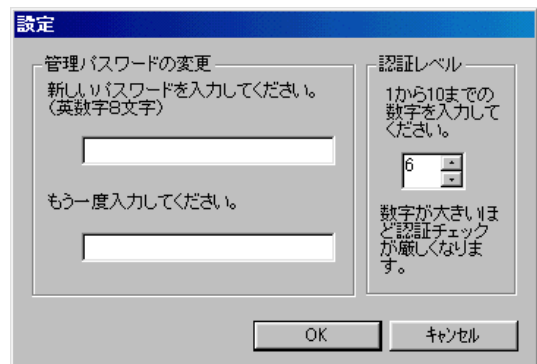 設定
管理パスワードの変更
新しいパスワードを入力してください。
(英数字8文字)
もう一度入力してください。
認証レベル
1から10までの
数字を入力して
ください。
6
数字が大きいほ
ど認証チェック
が厳しくなりま
す。
OK
キャンセル